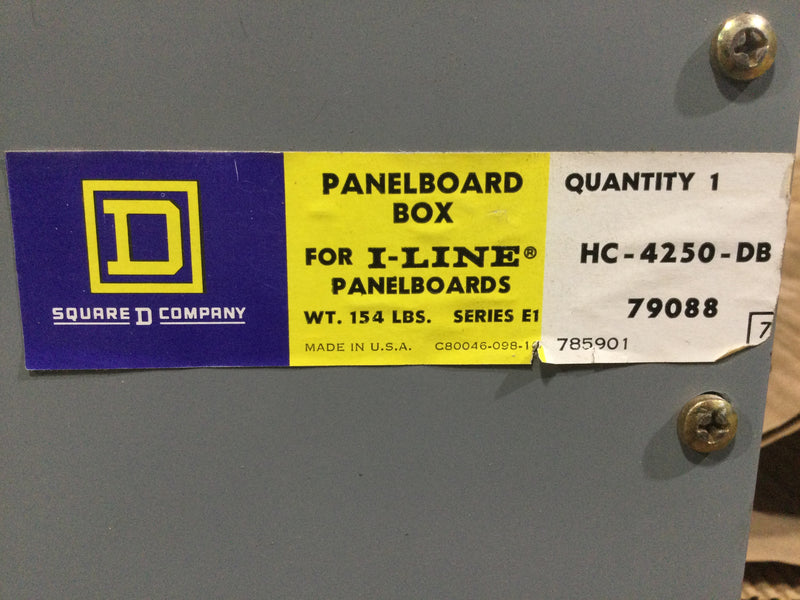 D
SQUARE D COMPANY
PANELBOARD
BOX
FOR I-LINE®
PANELBOARDS
WT. 154 LBS. SERIES E1
MADE IN U.S.A.
QUANTITY 1
HC-4250-DB
79088
785901
7